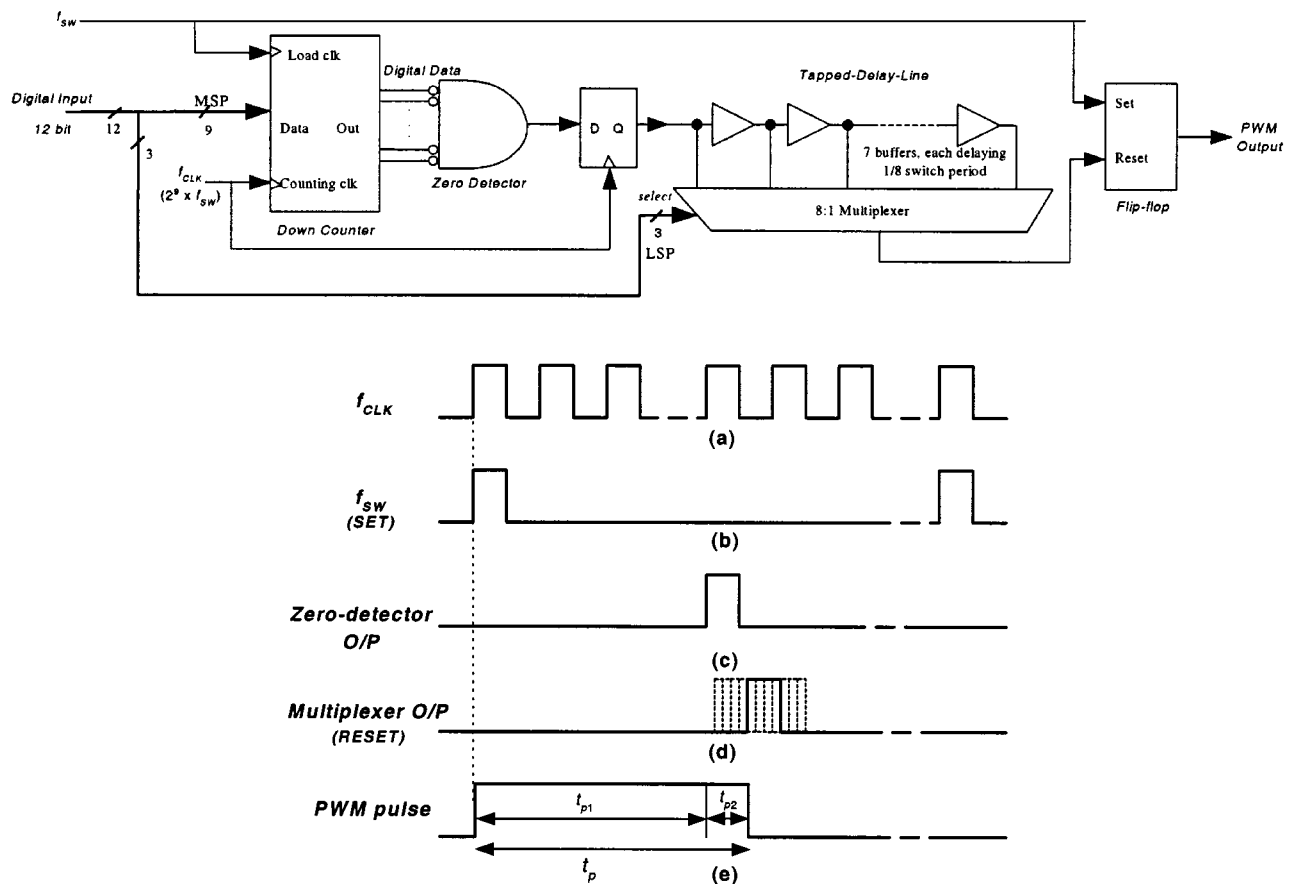 f_SW
Load clk
Digital Data
Tapped-Delay-Line
Digital Input
12 bit
12
MSP
9
Data
Out
D
Q
Set
PWM
Output
3
7 buffers, each delaying
1/8 switch period
Reset
f_CLK
(2⁹ x f_SW)
Counting clk
Zero Detector
select
8:1 Multiplexer
Flip-flop
Down Counter
3
LSP
f_CLK
(a)
f_SW
(SET)
(b)
Zero-detector
O/P
(c)
Multiplexer O/P
(RESET)
(d)
PWM pulse
t_p1
t_p2
t_p
(e)